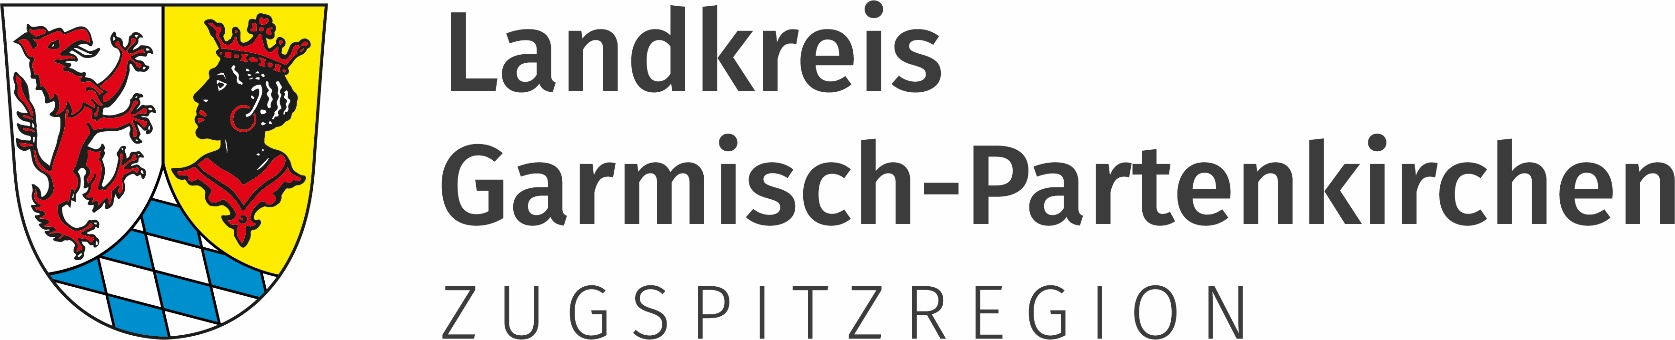 Landkreis
Garmisch-Partenkirchen
ZUGSPITZREGION